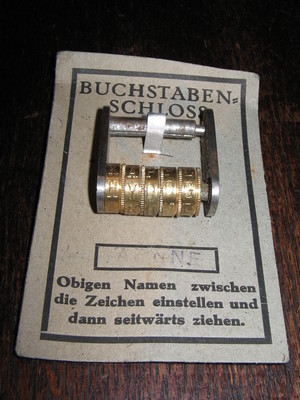 BUCHSTABEN=
SCHLOSS
Obigen Namen zwischen
die Zeichen einstellen und
dann seitwärts ziehen.